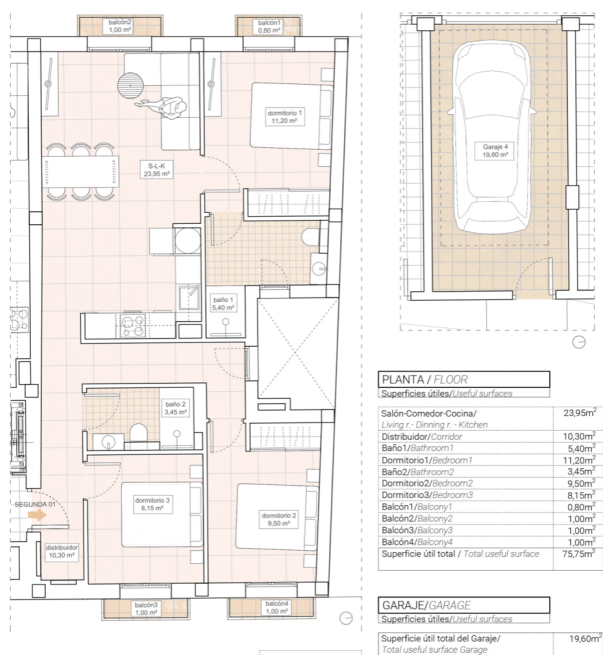 balcón2
1,00 m²
balcón1
0,80 m²
dormitorio 1
11,20 m²
S-L-K
23,95 m²
baño 1
5,40 m²
baño 2
3,45 m²
SEGUNDA 01
dormitorio 3
8,15 m²
dormitorio 2
9,50 m²
distribuidor
10,30 m²
balcón3
1,00 m²
balcón4
1,00 m²
Garaje 4
19,60 m²
PLANTA / FLOOR
Superficies útiles/Useful surfaces
Salón-Comedor-Cocina/ 23,95m²
Living r.- Dinning r. - Kitchen
Distribuidor/Corridor 10,30m²
Baño1/Bathroom1 5,40m²
Dormitorio1/Bedroom1 11,20m²
Baño2/Bathroom2 3,45m²
Dormitorio2/Bedroom2 9,50m²
Dormitorio3/Bedroom3 8,15m²
Balcón1/Balcony1 0,80m²
Balcón2/Balcony2 1,00m²
Balcón3/Balcony3 1,00m²
Balcón4/Balcony4 1,00m²
Superficie útil total / Total useful surface 75,75m²
GARAJE/GARAGE
Superficies útiles/Useful surfaces
Superficie útil total del Garaje/ 19,60m²
Total useful surface Garage